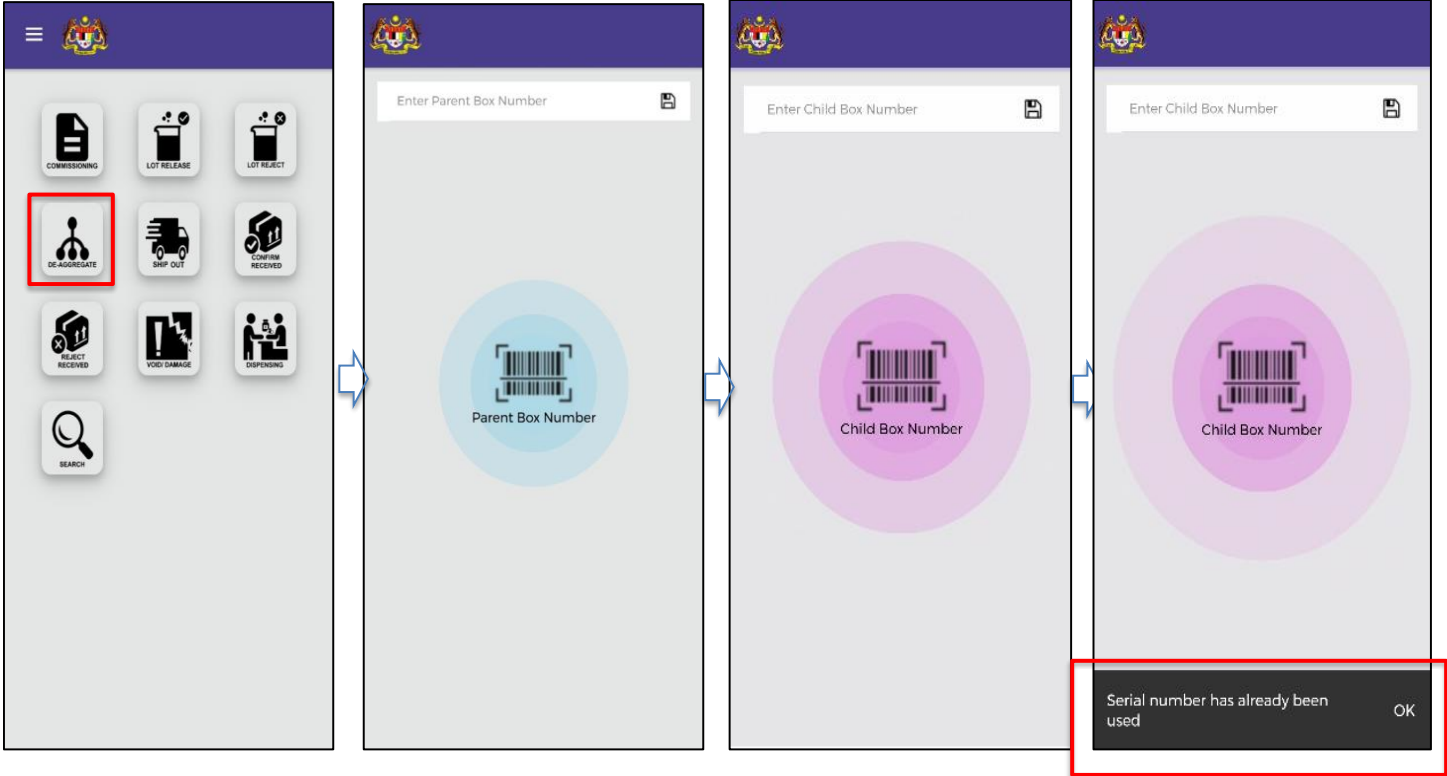 COMMISSIONING
LOT RELEASE
LOT REJECT
DE-AGGREGATE
SHIP OUT
CONFIRM
RECEIVED
REJECT
RECEIVED
VOID/ DAMAGE
DISPENSING
SEARCH
Enter Parent Box Number
Parent Box Number
Enter Child Box Number
Child Box Number
Enter Child Box Number
Child Box Number
Serial number has already been
used
OK